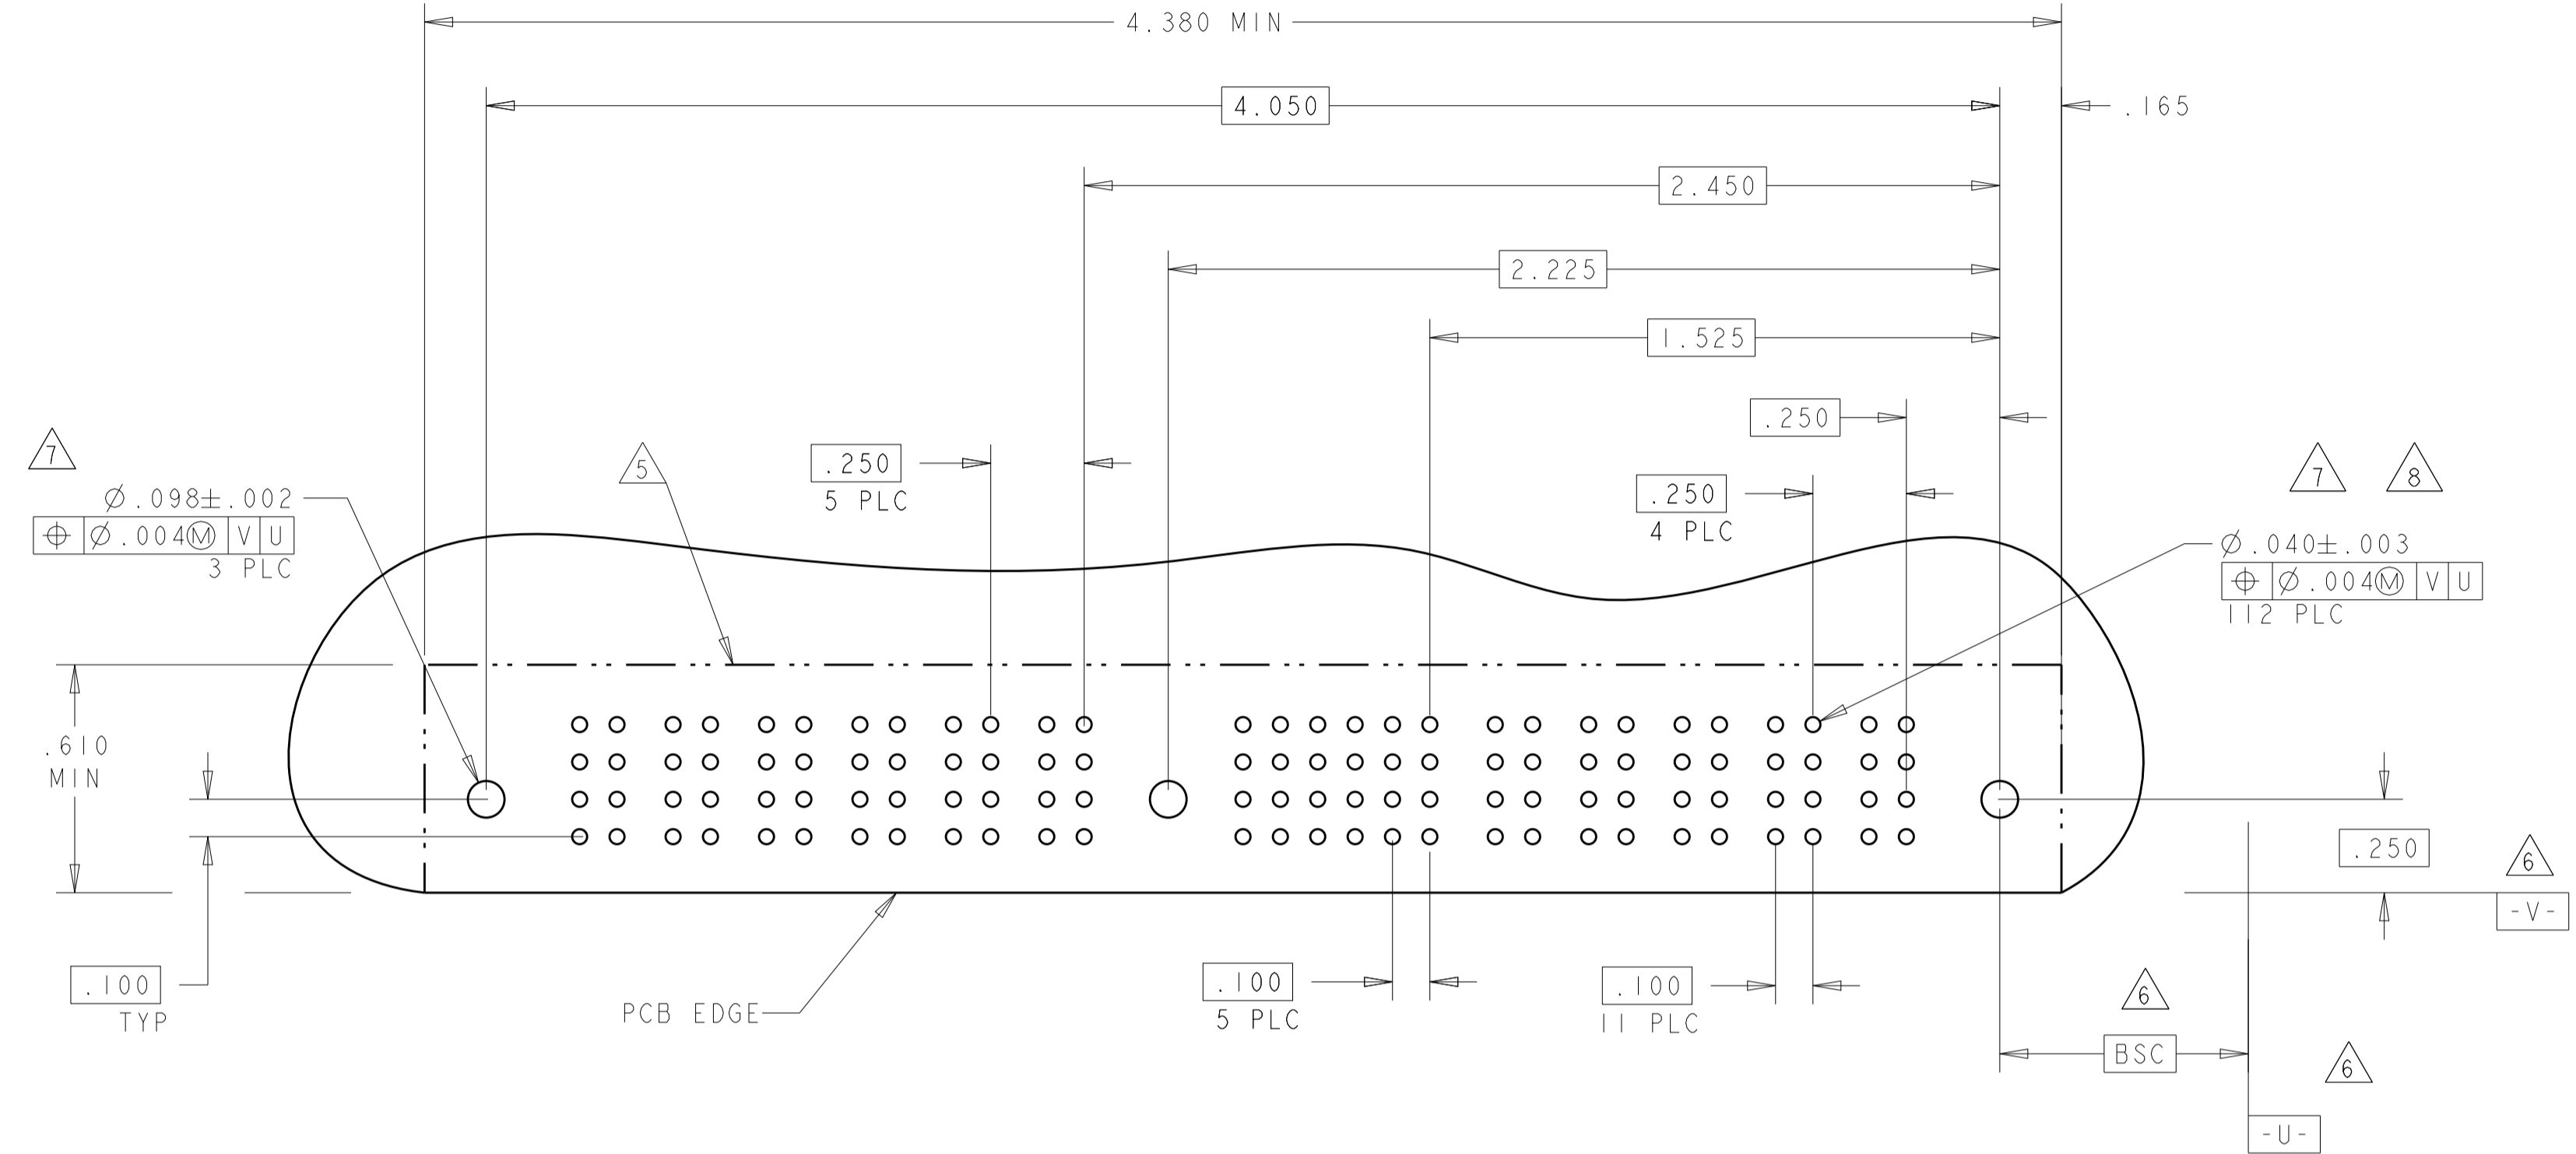 4.380 MIN
4.050
.165
2.450
2.225
1.525
.250
7
5
.250
5 PLC
.250
4 PLC
7 8
Ø.098±.002
⌖ Ø.004Ⓜ V U
3 PLC
Ø.040±.003
⌖ Ø.004Ⓜ V U
112 PLC
.610
MIN
.250
6
-V-
.100
TYP
PCB EDGE
.100
5 PLC
.100
11 PLC
6
BSC
6
-U-